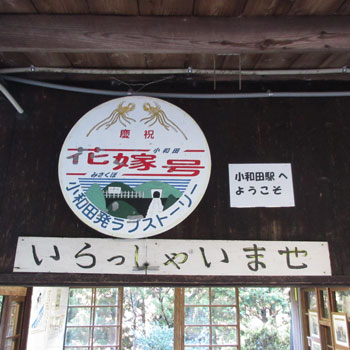 慶祝
小和田
花嫁号
みさくぼ
小和田発ラブストーリー
小和田駅へ
ようこそ
いらっしゃいませ